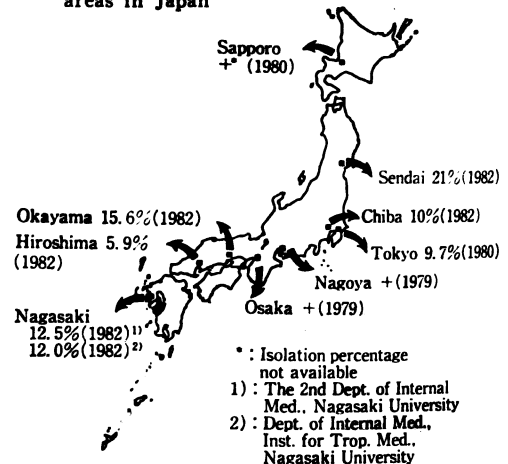 areas in Japan
Sapporo
+* (1980)
Sendai 21%(1982)
Okayama 15.6%(1982)
Chiba 10%(1982)
Hiroshima 5.9%
(1982)
Tokyo 9.7%(1980)
Nagoya +(1979)
Osaka +(1979)
Nagasaki
12.5%(1982)1)
12.0%(1982)2)
*: Isolation percentage
not available
1): The 2nd Dept. of Internal
Med., Nagasaki University
2): Dept. of Internal Med.,
Inst. for Trop. Med.,
Nagasaki University